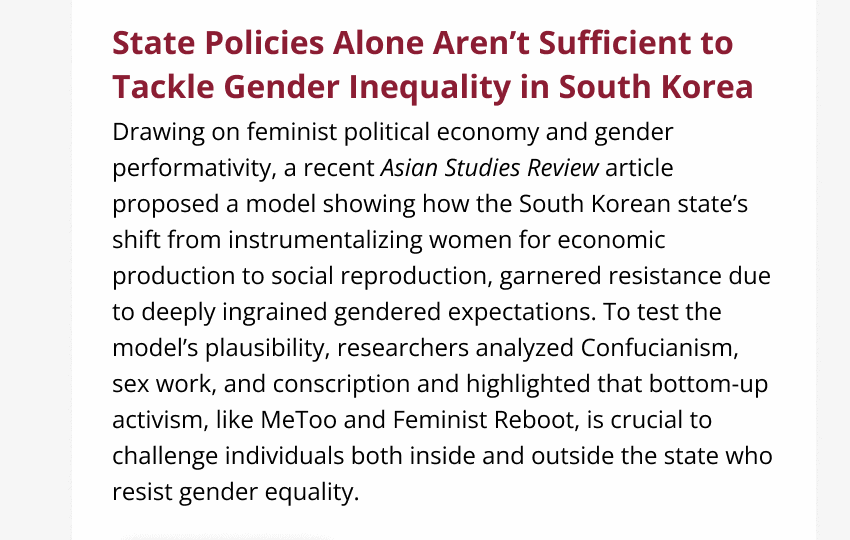 State Policies Alone Aren’t Sufficient to
Tackle Gender Inequality in South Korea
Drawing on feminist political economy and gender
performativity, a recent Asian Studies Review article
proposed a model showing how the South Korean state’s
shift from instrumentalizing women for economic
production to social reproduction, garnered resistance due
to deeply ingrained gendered expectations. To test the
model’s plausibility, researchers analyzed Confucianism,
sex work, and conscription and highlighted that bottom-up
activism, like MeToo and Feminist Reboot, is crucial to
challenge individuals both inside and outside the state who
resist gender equality.